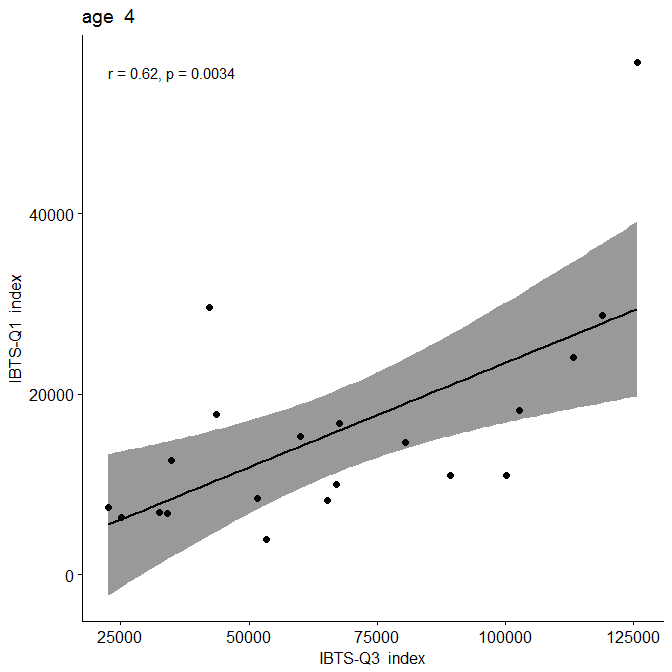 age 4
r = 0.62, p = 0.0034
40000
20000
0
IBTS-Q1 index
25000 50000 75000 100000 125000
IBTS-Q3 index